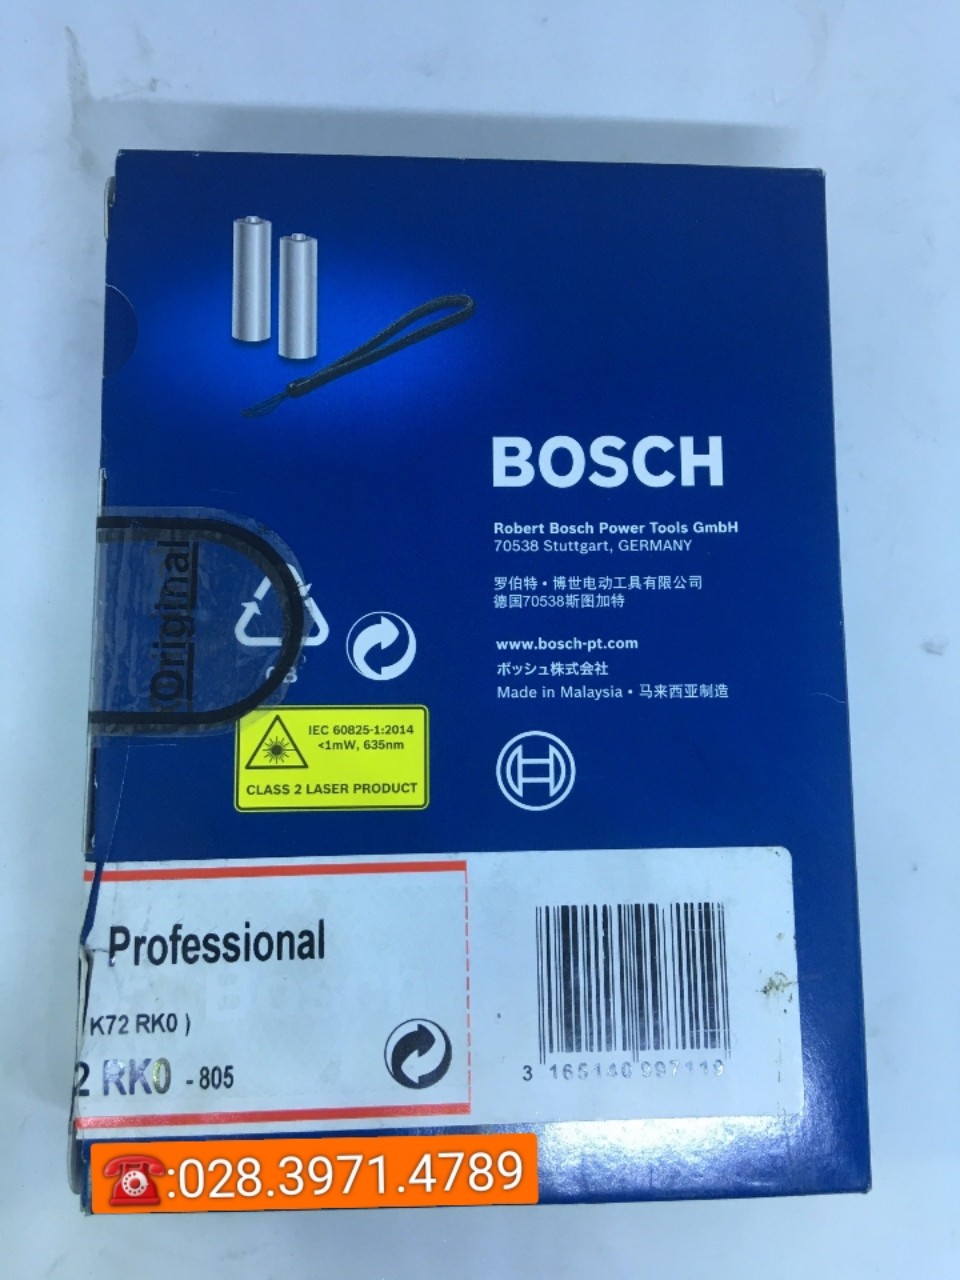 BOSCH
Robert Bosch Power Tools GmbH
70538 Stuttgart, GERMANY
罗伯特・博世电动工具有限公司
德国70538斯图加特
www.bosch-pt.com
ボッシュ株式会社
Made in Malaysia • 马来西亚制造
Original
IEC 60825-1:2014
<1mW, 635nm
CLASS 2 LASER PRODUCT
Professional
K72 RK0 )
2 RK0 - 805
3 165140 997119
☎:028.3971.4789